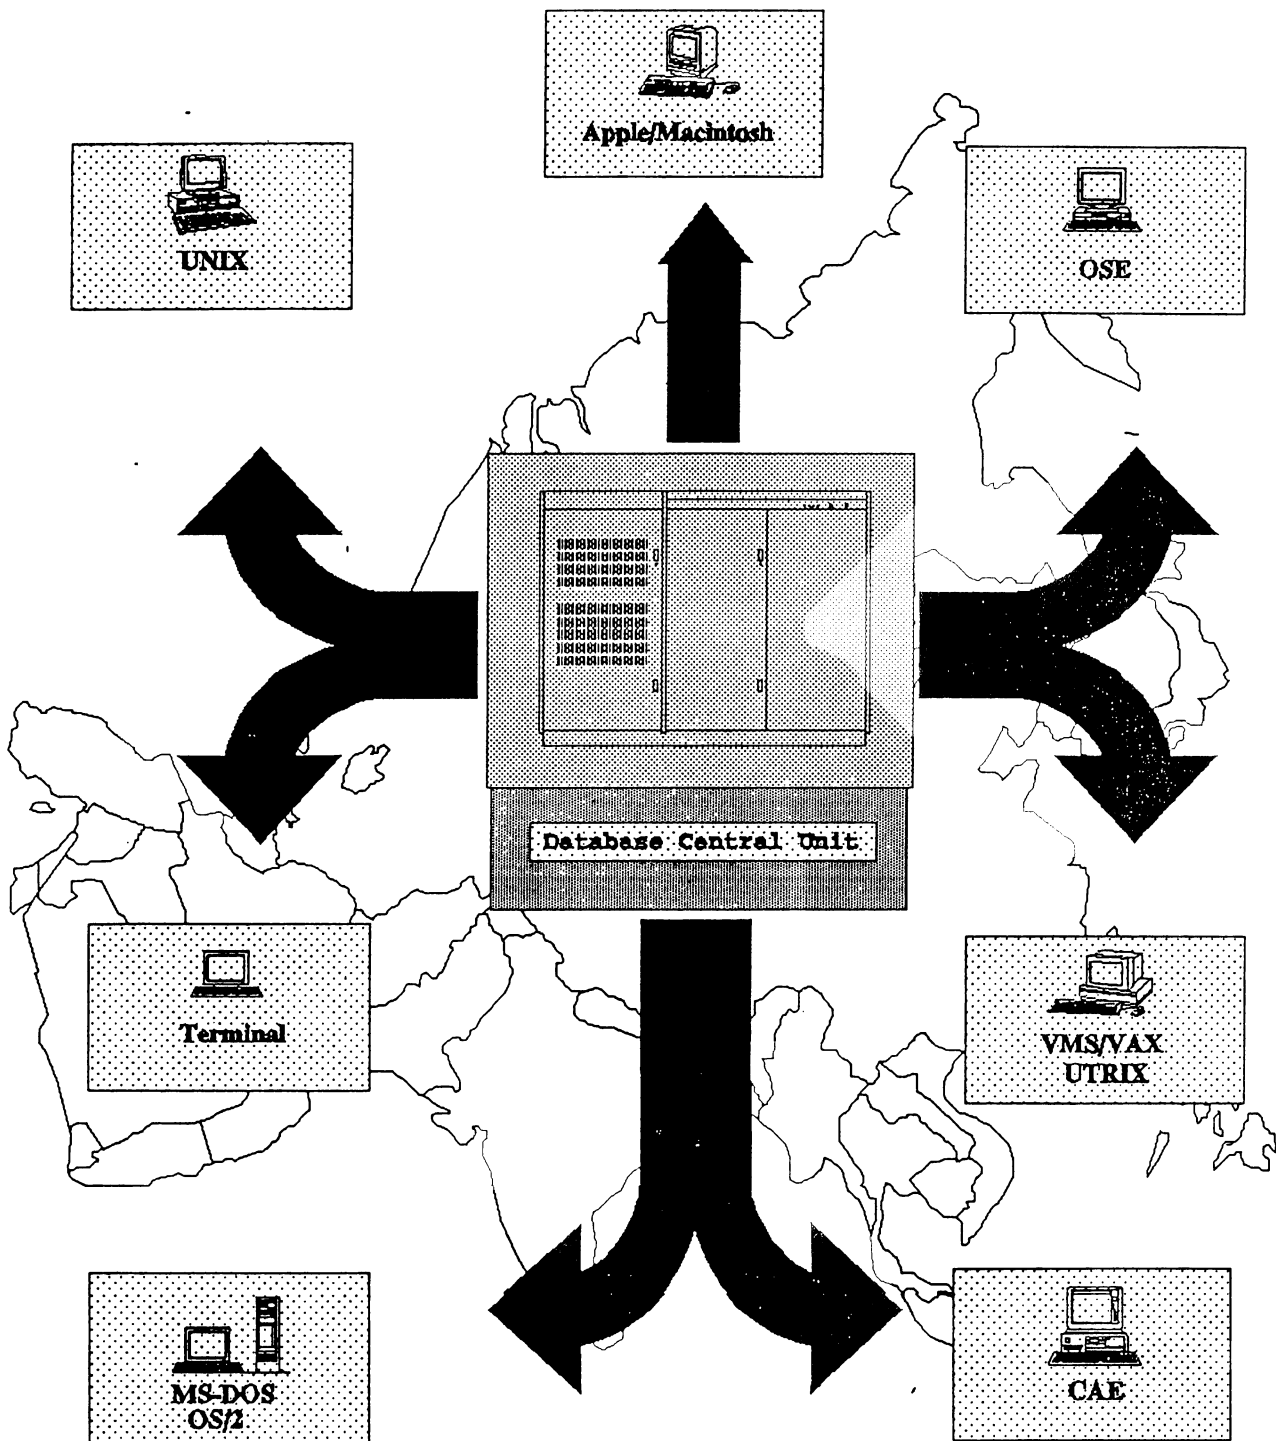 Apple/Macintosh
UNIX
OSE
Database Central Unit
Terminal
VMS/VAX
UTRIX
MS-DOS
OS/2
CAE